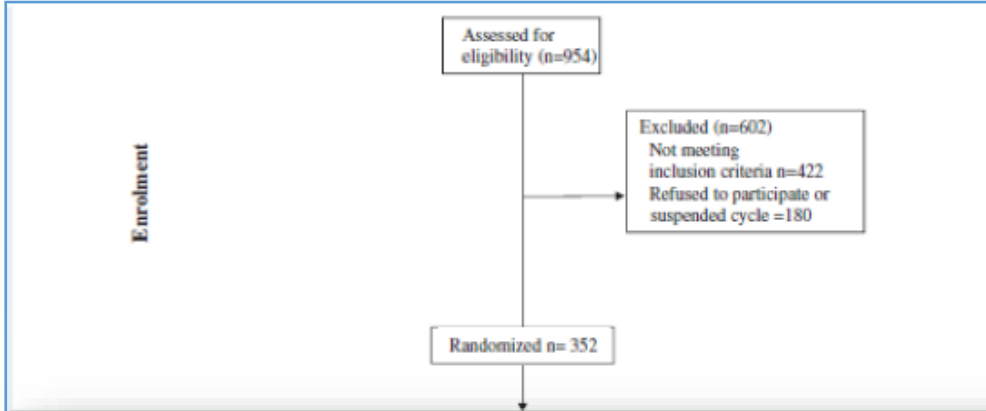 Assessed for
eligibility (n=954)
Excluded (n=602)
Not meeting
inclusion criteria n=422
Refused to participate or
suspended cycle =180
Enrolment
Randomized n= 352